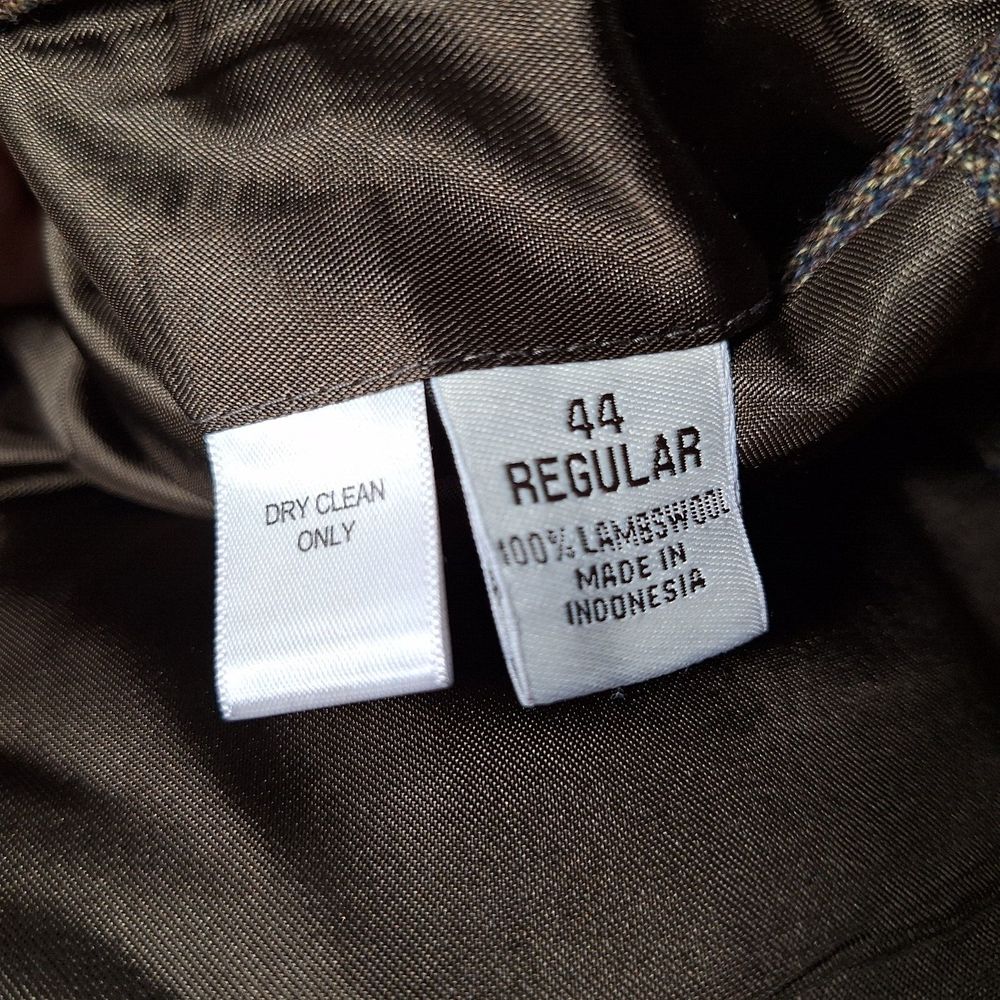 DRY CLEAN
ONLY
44
REGULAR
100% LAMBSWOOL
MADE IN
INDONESIA